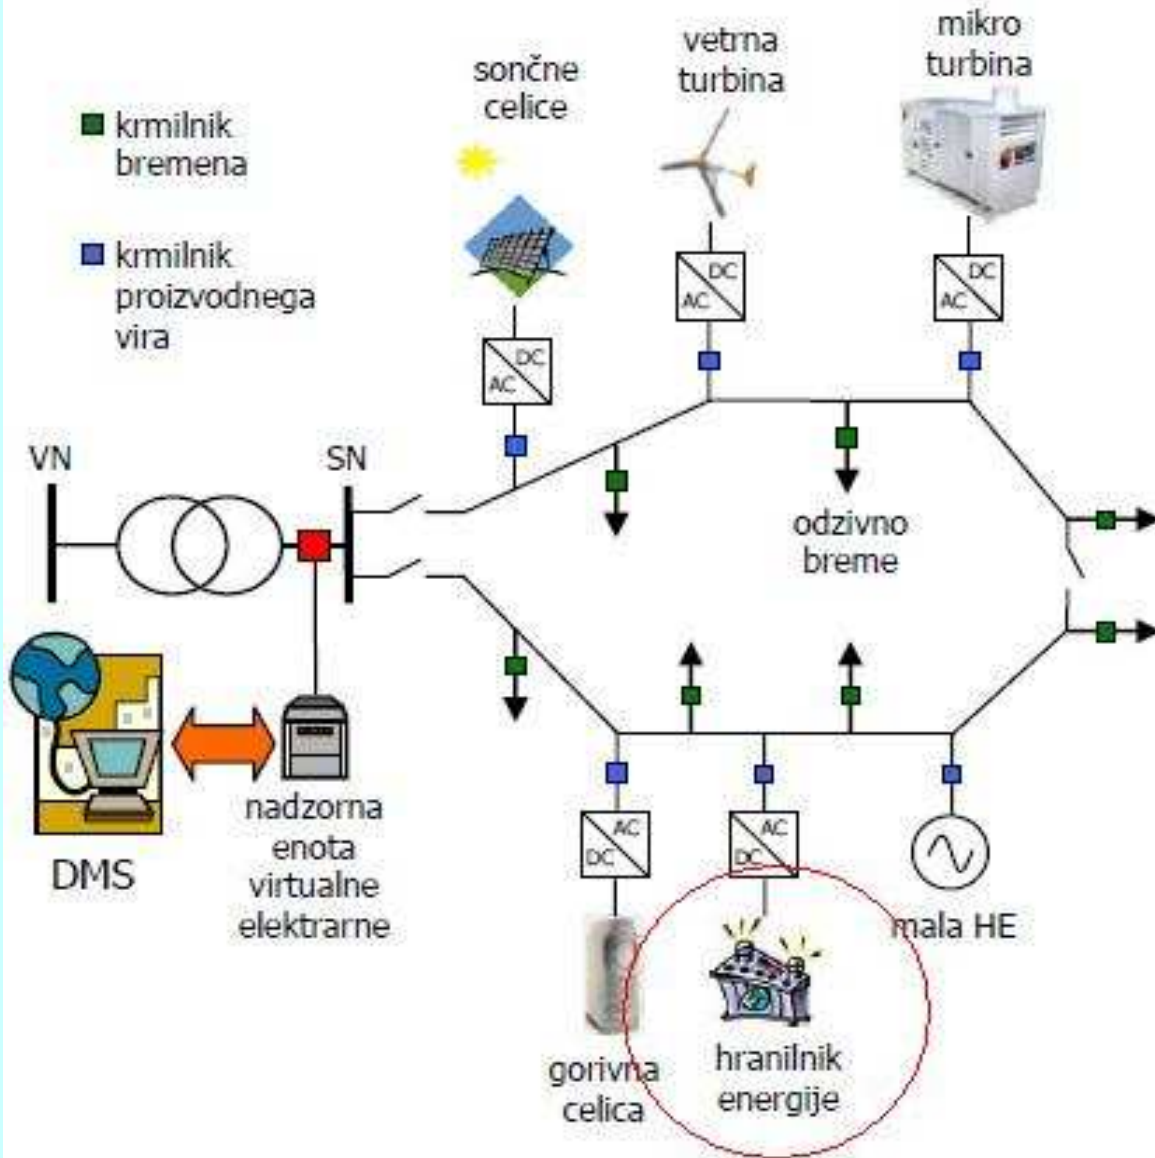 mikro
turbina
vetrna
turbina
sončne
celice
krmilnik
bremena
krmilnik
proizvodnega
vira
DC
AC
DC
AC
DC
AC
VN
SN
odzivno
breme
DMS
nadzorna
enota
virtualne
elektrarne
AC
DC
AC
DC
mala HE
gorivna
celica
hranilnik
energije